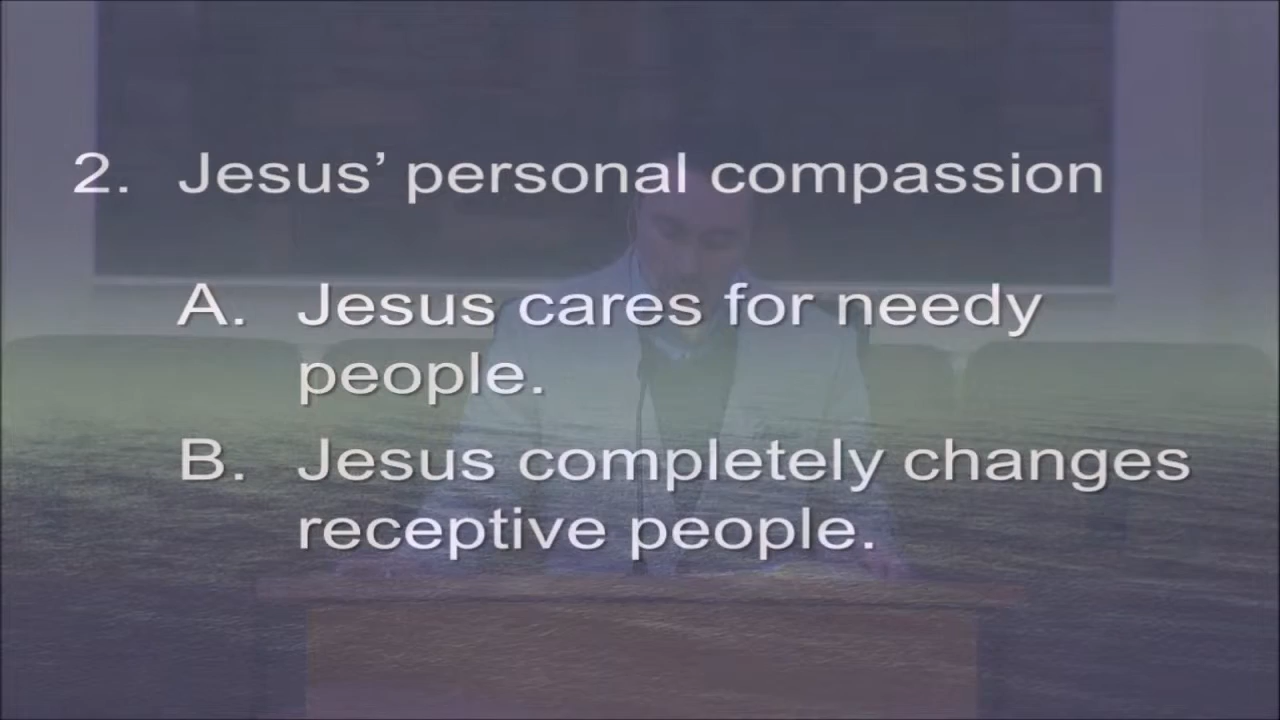 2. Jesus’ personal compassion
A. Jesus cares for needy
people.
B. Jesus completely changes
receptive people.